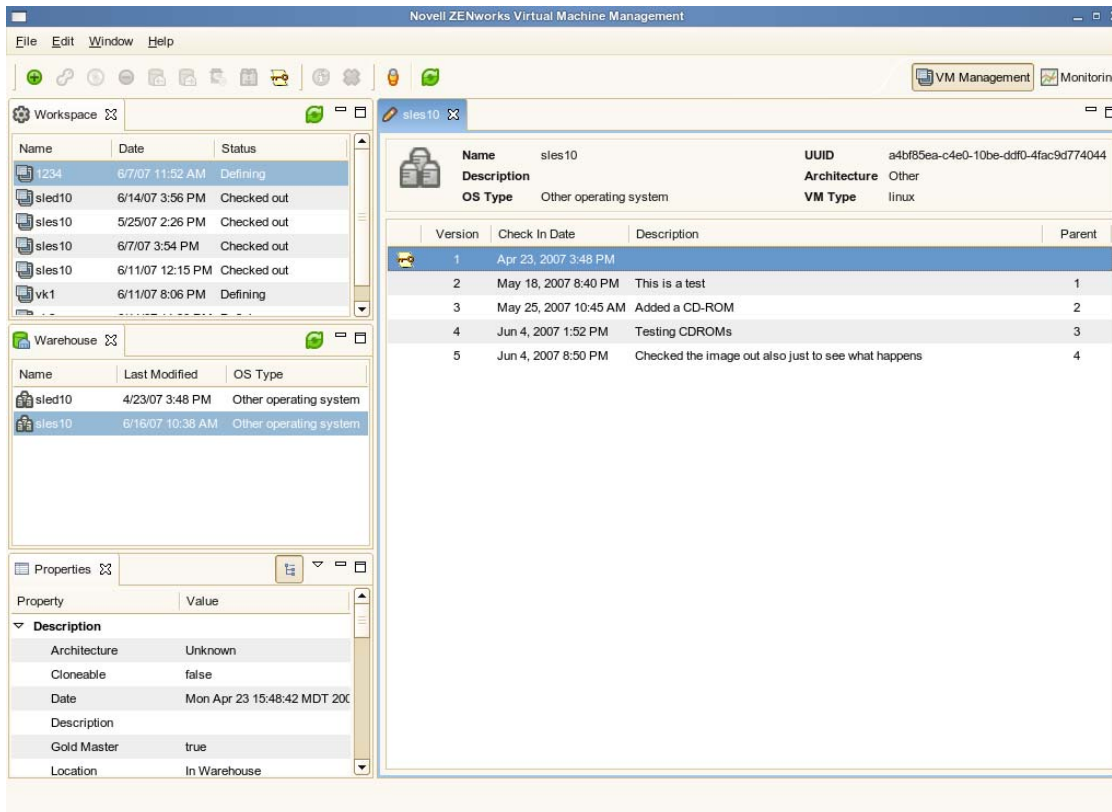 Novell ZENworks Virtual Machine Management
File Edit Window Help
VM Management Monitorin
Workspace
Name Date Status
1234 6/7/07 11:52 AM Defining
sled10 6/14/07 3:56 PM Checked out
sles10 5/25/07 2:26 PM Checked out
sles10 6/7/07 3:54 PM Checked out
sles10 6/11/07 12:15 PM Checked out
vk1 6/11/07 8:06 PM Defining
Warehouse
Name Last Modified OS Type
sled10 4/23/07 3:48 PM Other operating system
sles10 6/16/07 10:38 AM Other operating system
Properties
Property Value
Description
Architecture Unknown
Cloneable false
Date Mon Apr 23 15:48:42 MDT 200
Description
Gold Master true
Location In Warehouse
sles10
Name sles10 UUID a4bf85ea-c4e0-10be-ddf0-4fac9d774044
Description Architecture Other
OS Type Other operating system VM Type linux
Version Check In Date Description Parent
1 Apr 23, 2007 3:48 PM
2 May 18, 2007 8:40 PM This is a test 1
3 May 25, 2007 10:45 AM Added a CD-ROM 2
4 Jun 4, 2007 1:52 PM Testing CDROMs 3
5 Jun 4, 2007 8:50 PM Checked the image out also just to see what happens 4